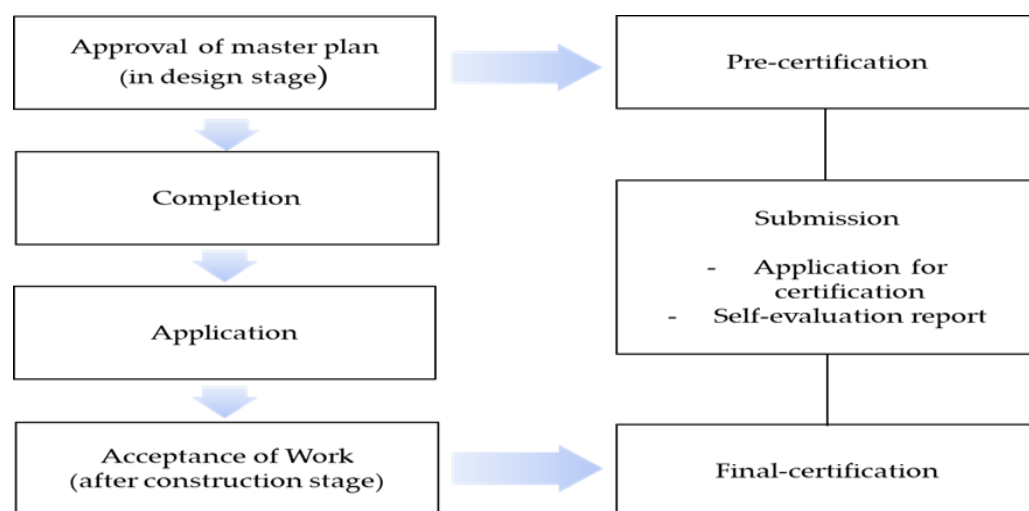 Approval of master plan
(in design stage)
Pre-certification
Completion
Submission
- Application for
certification
- Self-evaluation report
Application
Acceptance of Work
(after construction stage)
Final-certification